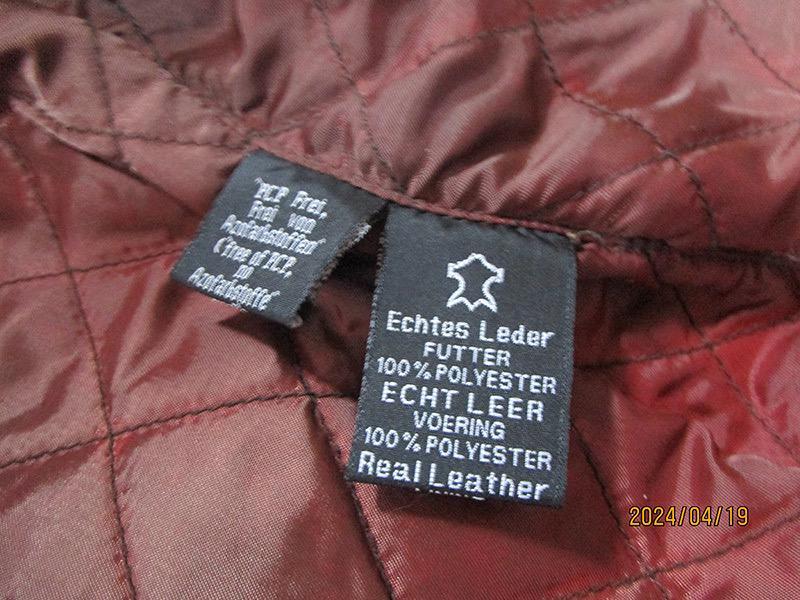 "PCP Frei,
Frei von
Azofarbstoffen"
("free of PCP,
no
Azofarbstoffe"
Echtes Leder
FUTTER
100% POLYESTER
ECHT LEER
VOERING
100% POLYESTER
Real Leather
2024/04/19